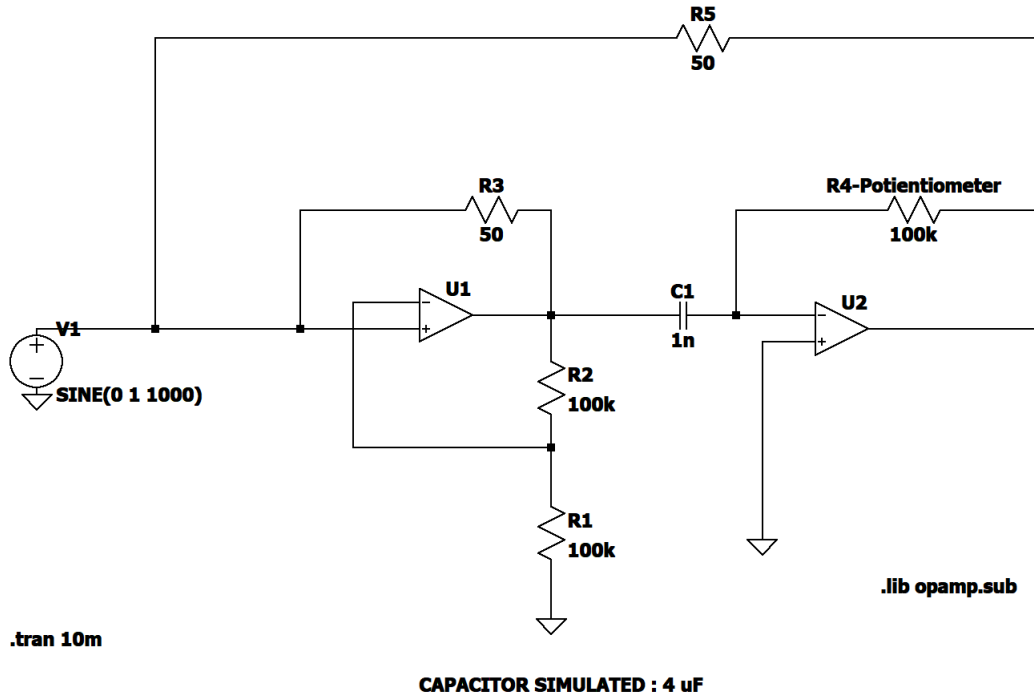 R5
50
R3
50
R4-Potientiometer
100k
U1
C1
1n
U2
V1
SINE(0 1 1000)
R2
100k
R1
100k
.lib opamp.sub
.tran 10m
CAPACITOR SIMULATED : 4 uF